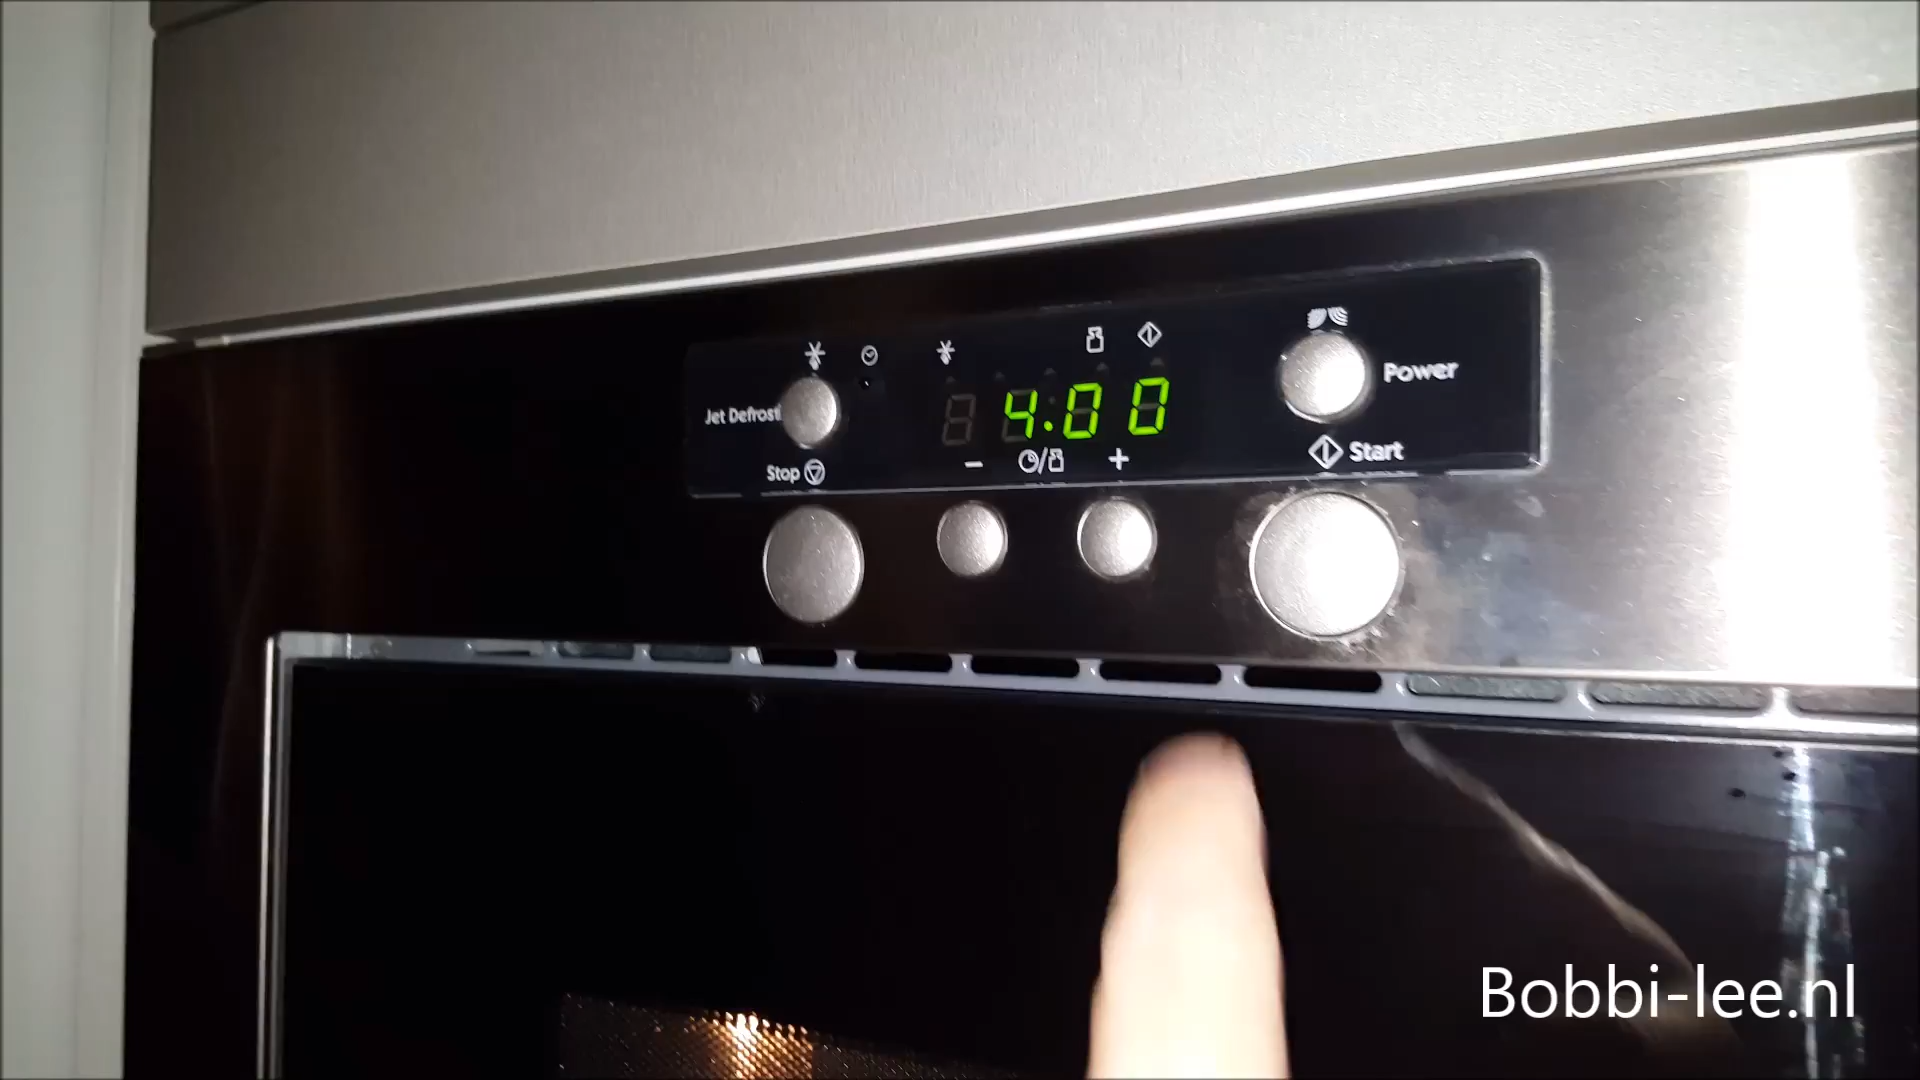 Jet Defrost
4:00
Power
Stop
- / +
Start
Bobbi-lee.nl